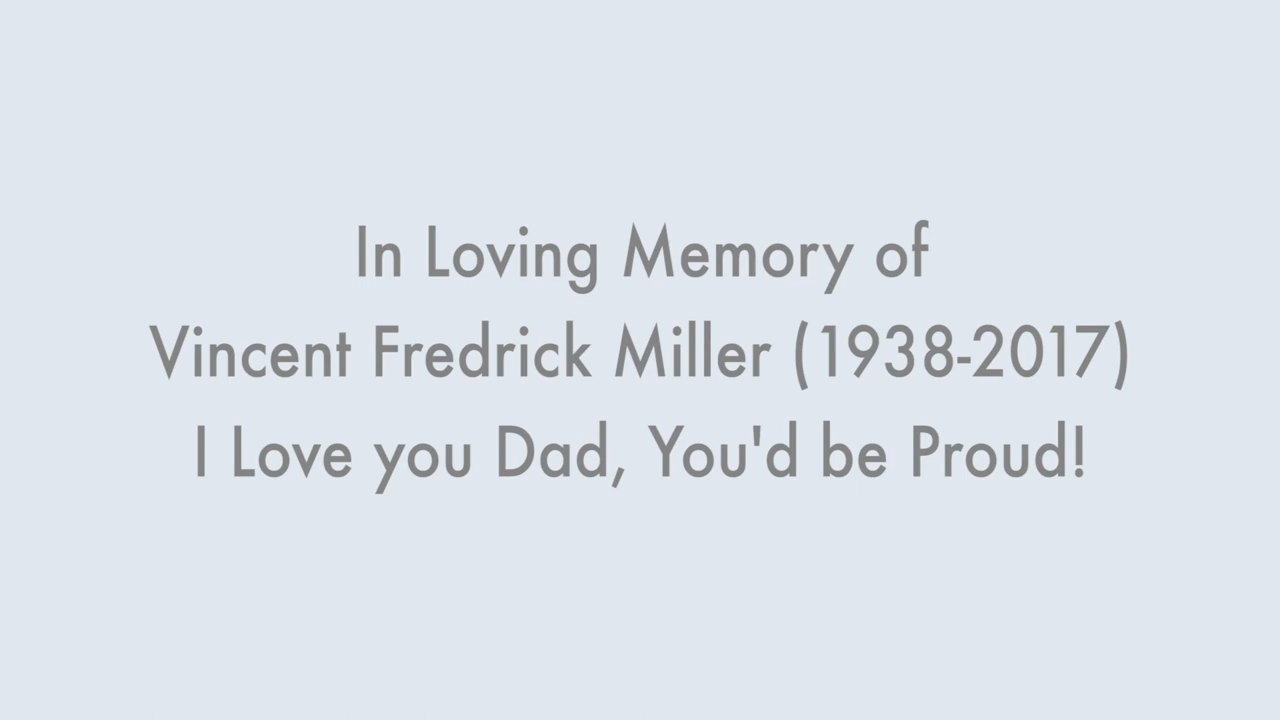 In Loving Memory of
Vincent Fredrick Miller (1938-2017)
I Love you Dad, You'd be Proud!